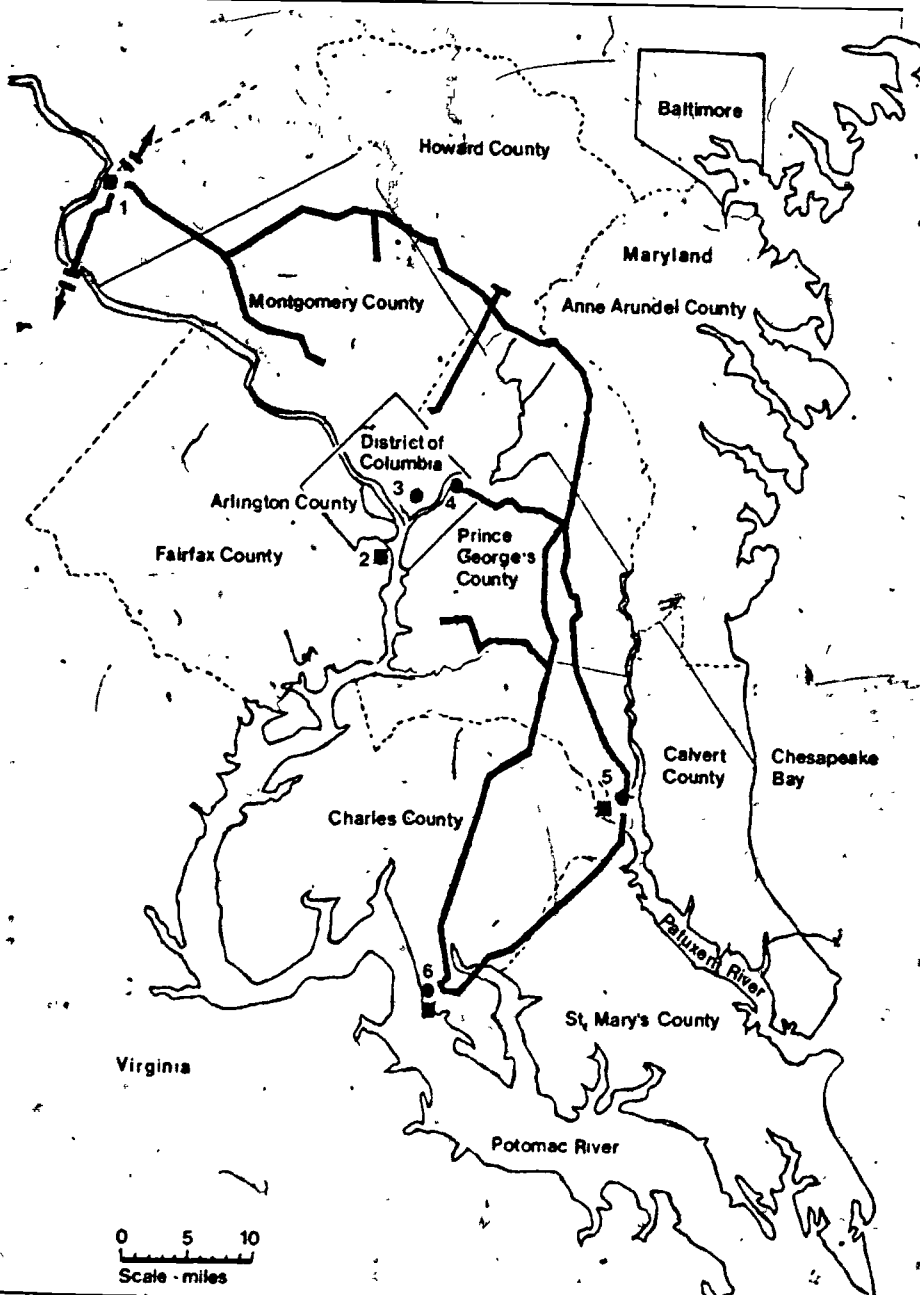 Baltimore
Howard County
1
Maryland
Montgomery County
Anne Arundel County
District of
Columbia
3
4
Arlington County
Prince
George's
County
Fairfax County
2
5
Calvert
County
Chesapeake
Bay
Charles County
Patuxent River
6
St. Mary's County
Virginia
Potomac River
0 5 10
Scale - miles